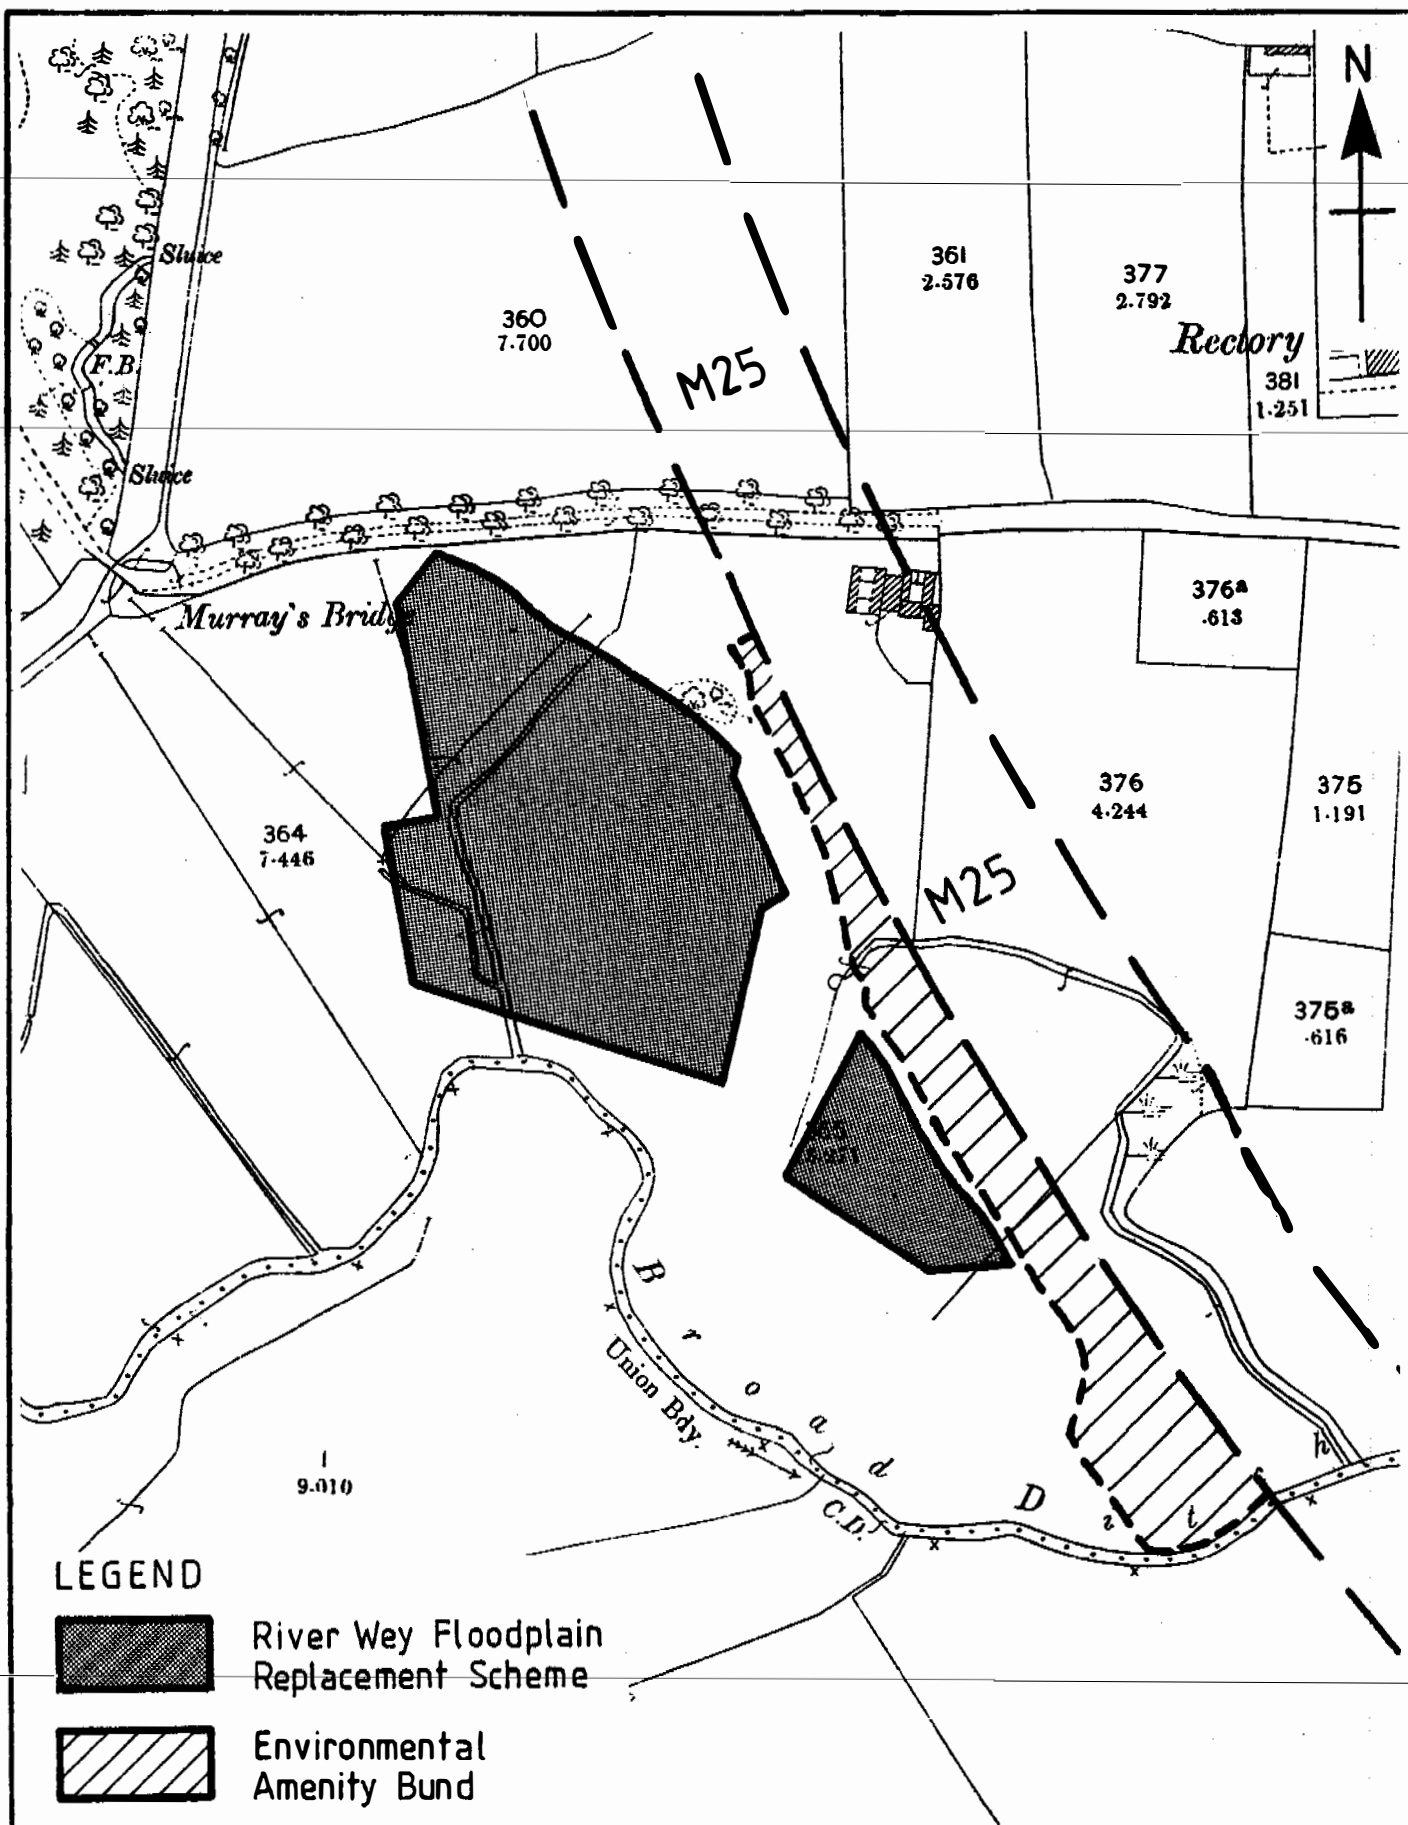 N
Sluice
361
2.576
377
2.792
360
7.700
Rectory
F.B.
M25
381
1.251
Sluice
376a
.613
Murray's Bridge
376
4.244
375
1.191
364
7.446
M25
375a
.616
Broad Ditch
Union Bdy.
C.D.
1
9.010
LEGEND
River Wey Floodplain
Replacement Scheme
Environmental
Amenity Bund